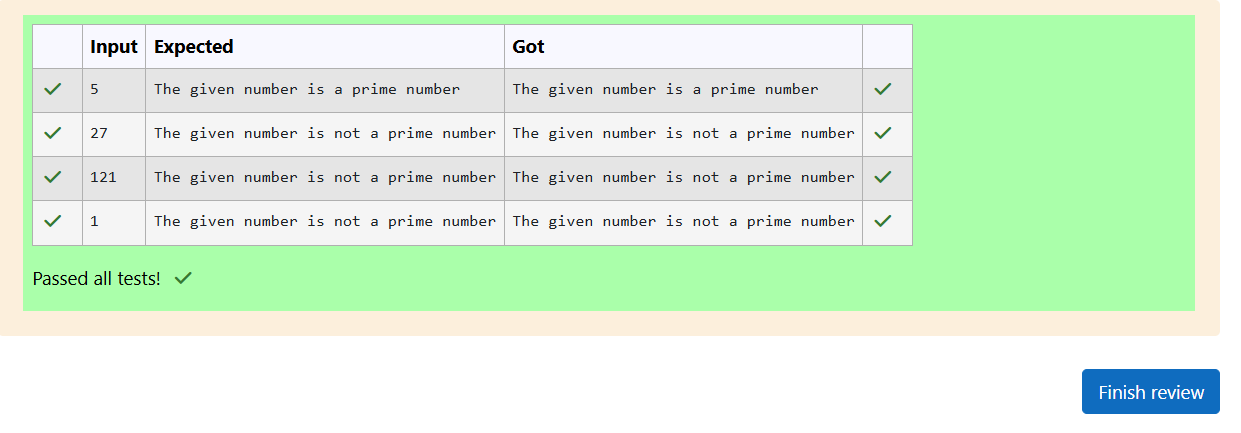 Input Expected Got
5 The given number is a prime number The given number is a prime number
27 The given number is not a prime number The given number is not a prime number
121 The given number is not a prime number The given number is not a prime number
1 The given number is not a prime number The given number is not a prime number
Passed all tests!
Finish review